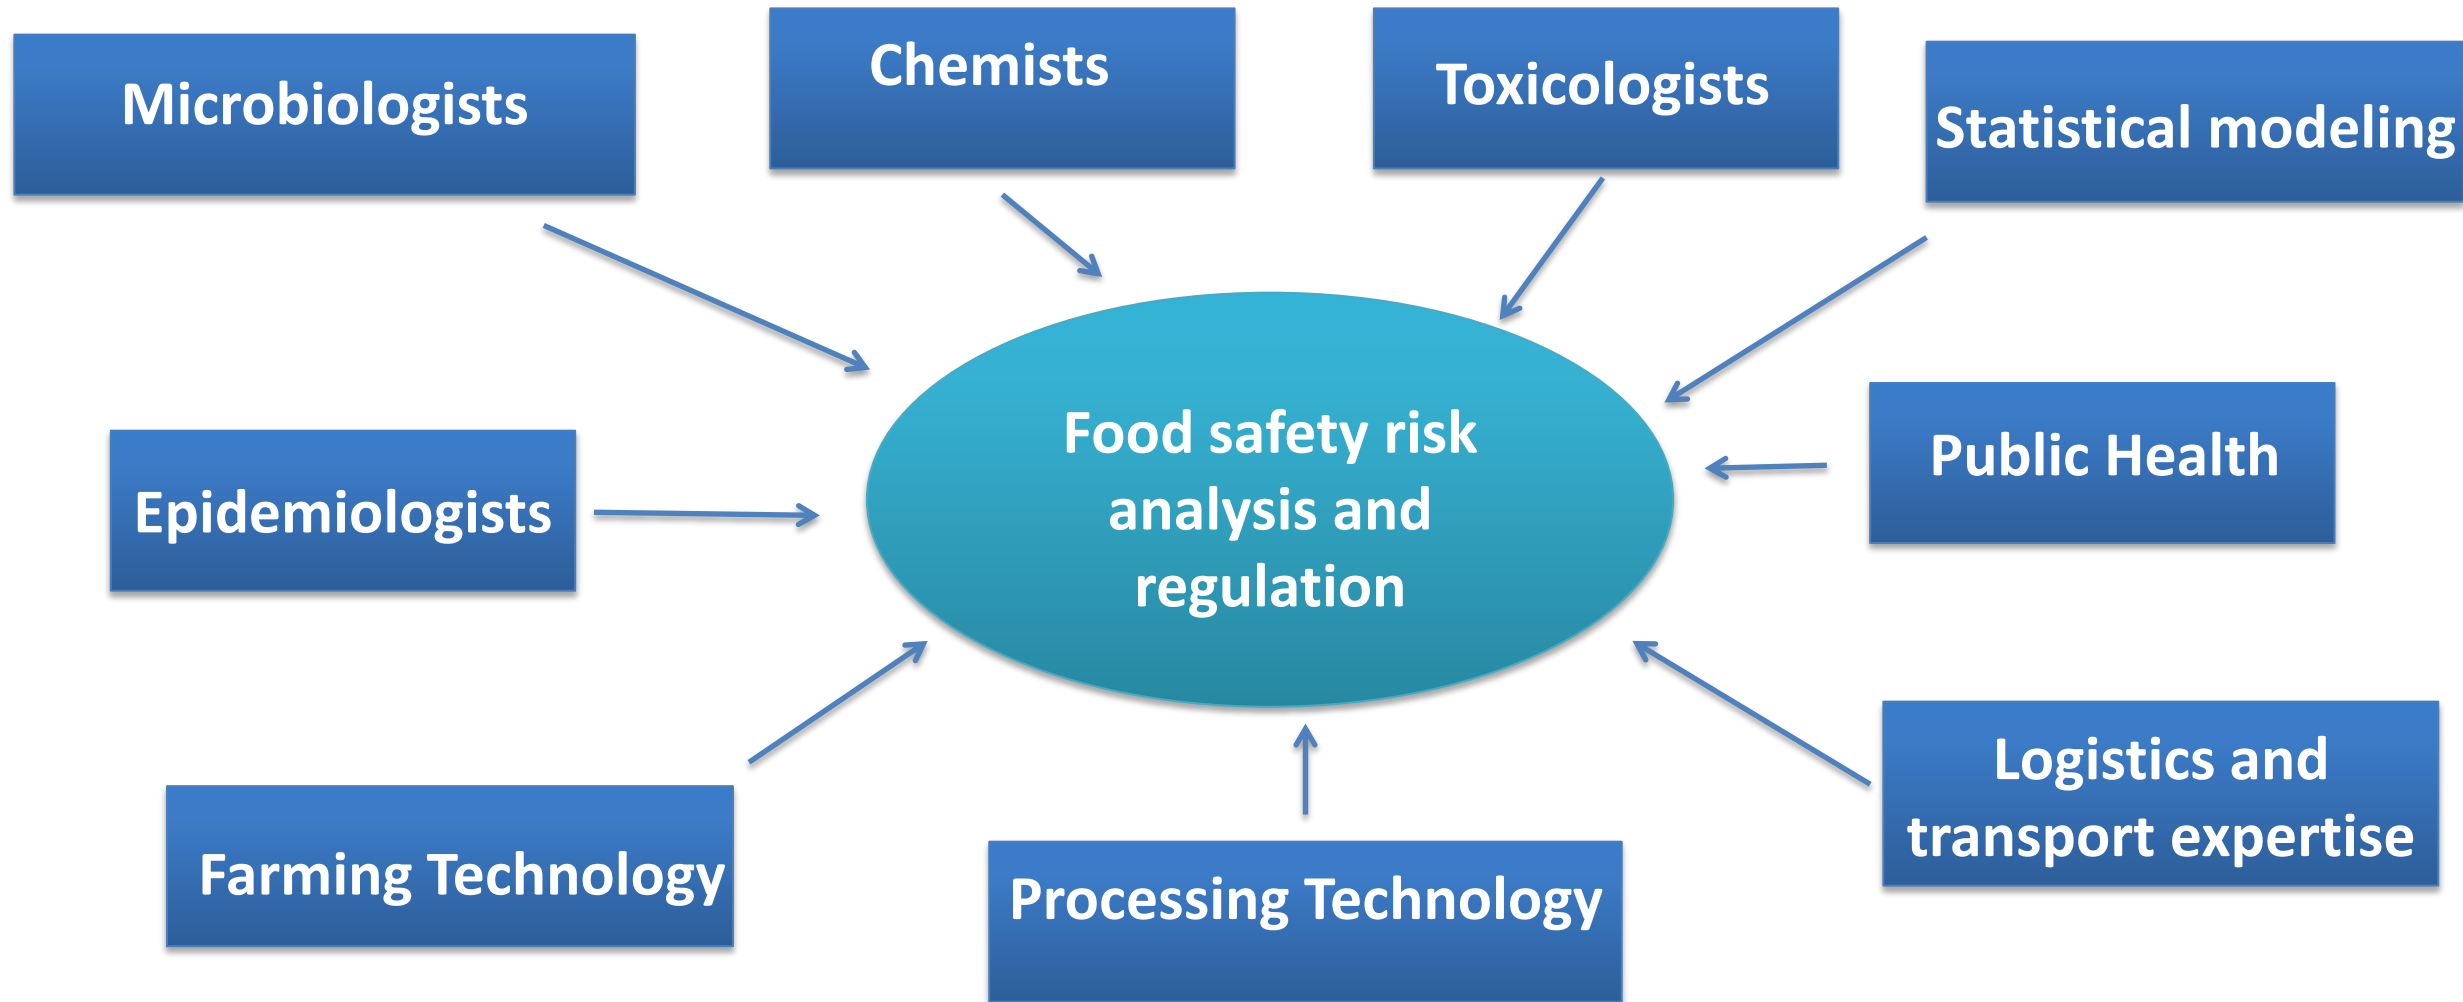 Microbiologists
Chemists
Toxicologists
Statistical modeling
Food safety risk
analysis and
regulation
Public Health
Epidemiologists
Logistics and
transport expertise
Farming Technology
Processing Technology